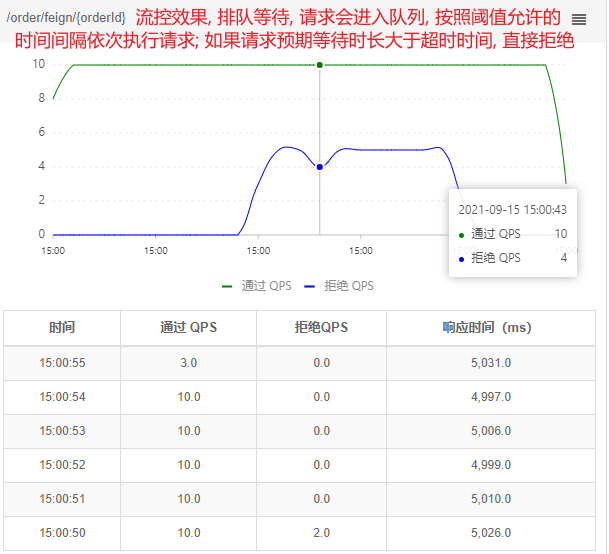 /order/feign/{orderId} 流控效果, 排队等待, 请求会进入队列, 按照阈值允许的
时间间隔依次执行请求; 如果请求预期等待时长大于超时时间, 直接拒绝
10
8
6
4
2
0
15:00 15:00 15:00 15:00 15:00 15:00
2021-09-15 15:00:43
通过 QPS 10
拒绝 QPS 4
通过 QPS 拒绝 QPS
时间 通过 QPS 拒绝QPS 响应时间（ms）
15:00:55 3.0 0.0 5,031.0
15:00:54 10.0 0.0 4,997.0
15:00:53 10.0 0.0 5,006.0
15:00:52 10.0 0.0 4,999.0
15:00:51 10.0 0.0 5,010.0
15:00:50 10.0 2.0 5,026.0